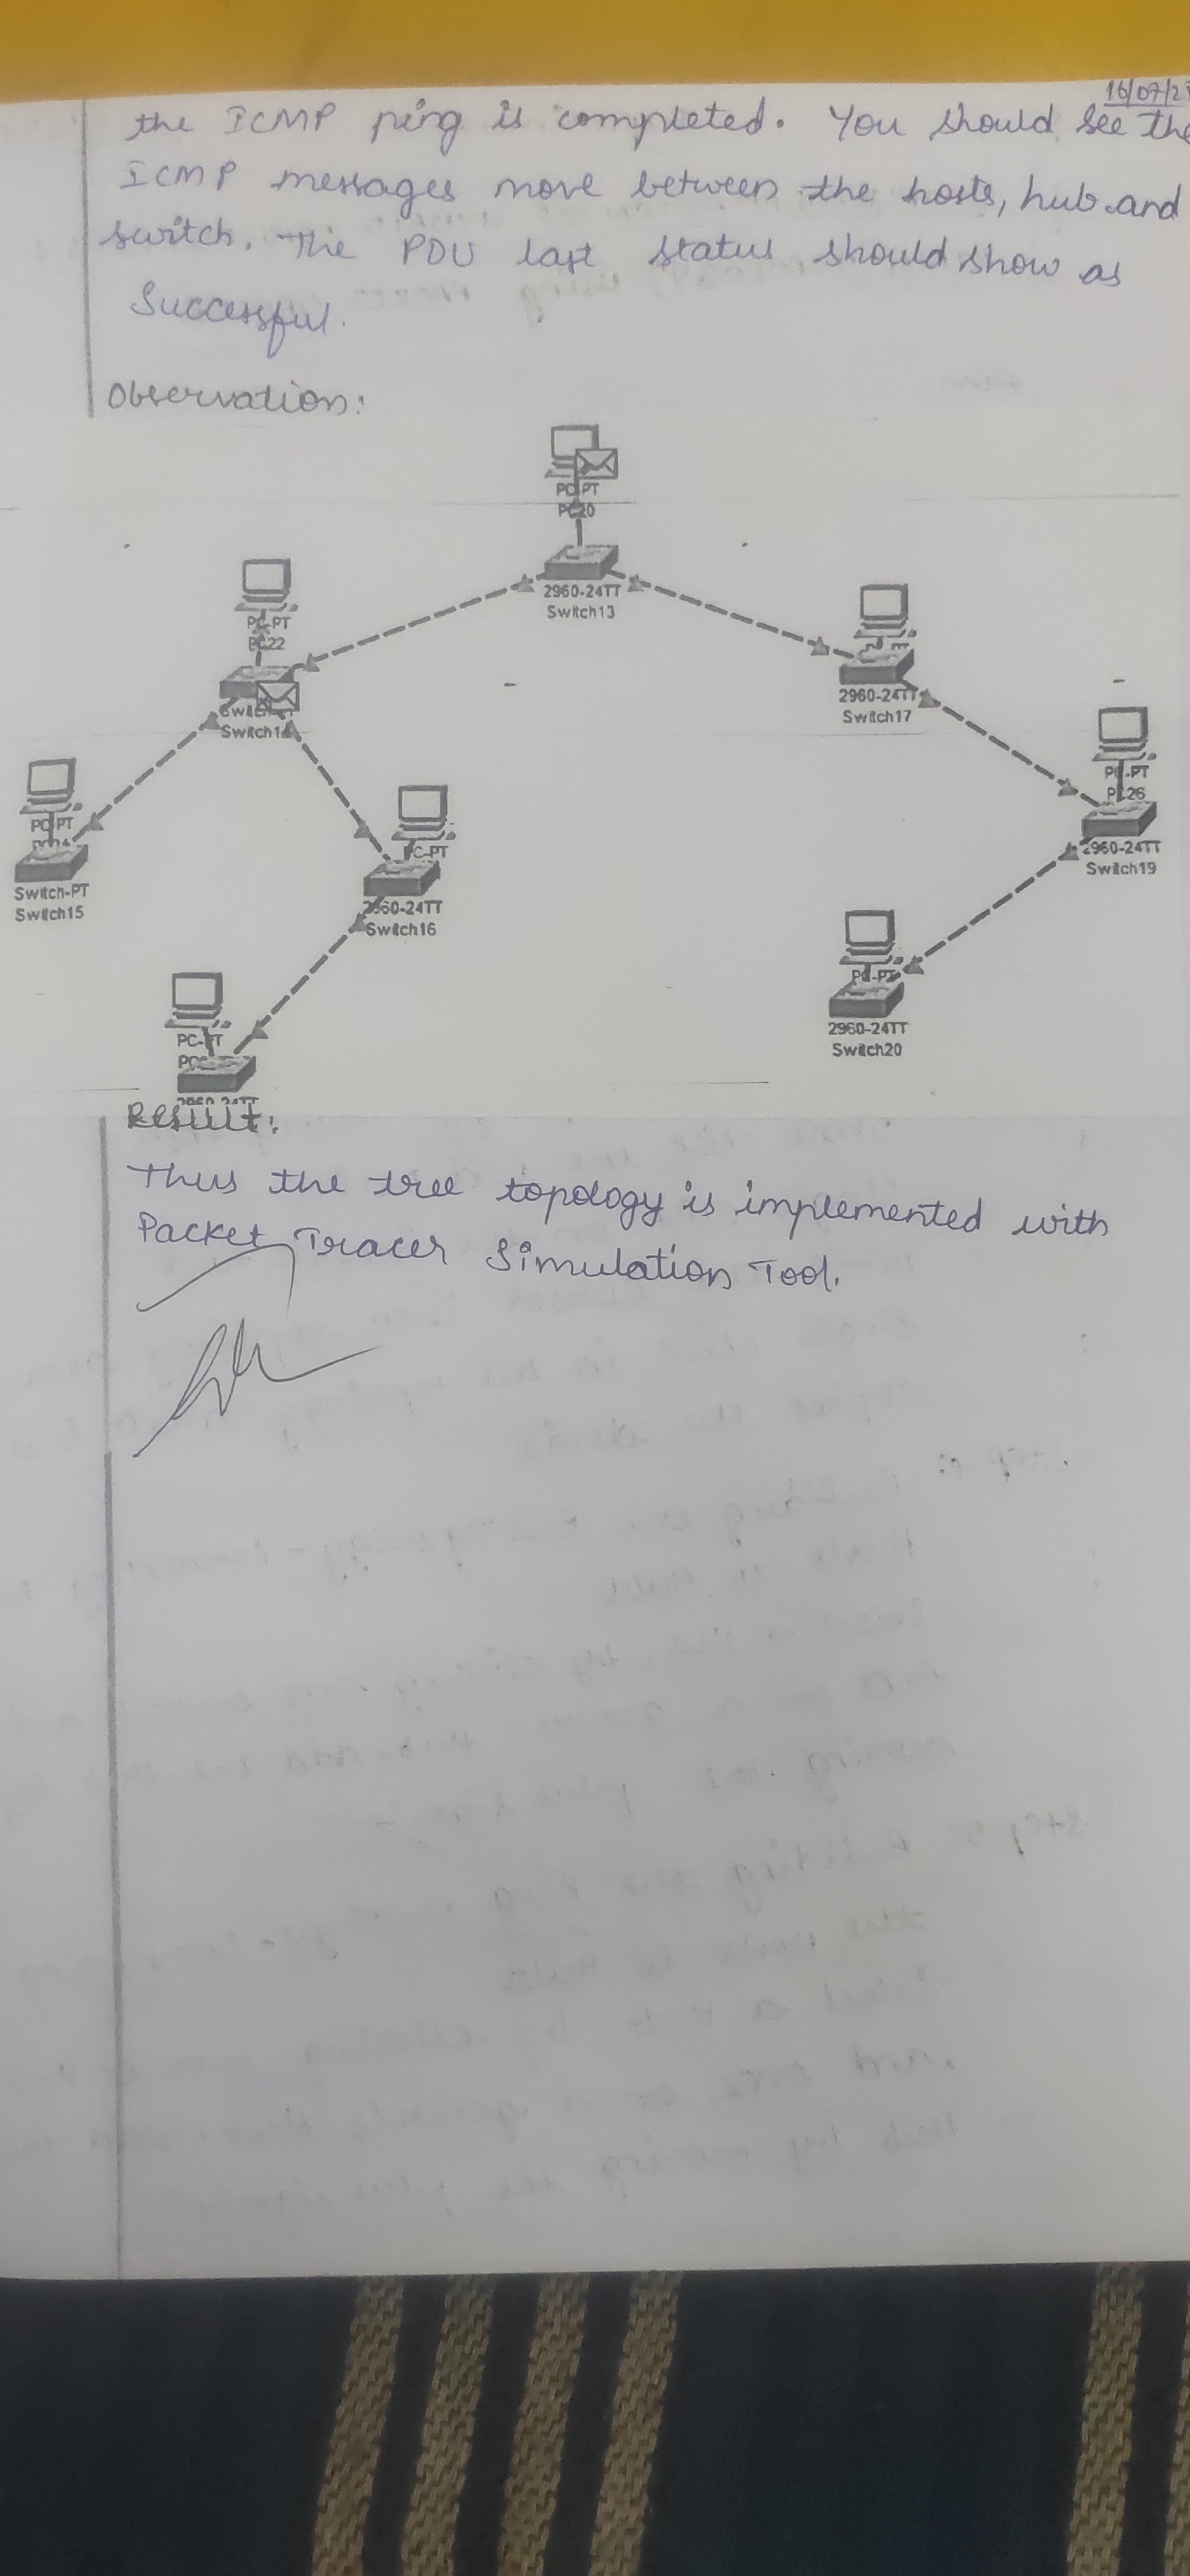 16/07/2
the ICMP ping is completed. You should see the
ICMP messages move between the hosts, hub and
switch. The PDU last status should show as
Successful.
Observation:
PC-PT
PC20
2960-24TT
Switch13
PC-PT
PC22
Switch14
2960-24TT
Switch17
PC-PT
PC26
2960-24TT
Switch19
PC-PT
Switch-PT
Switch15
PC-PT
2960-24TT
Switch16
PC-PT
2960-24TT
Switch20
PC-PT
2960-24TT
Result:
Thus the tree topology is implemented with
Packet Tracer Simulation Tool.